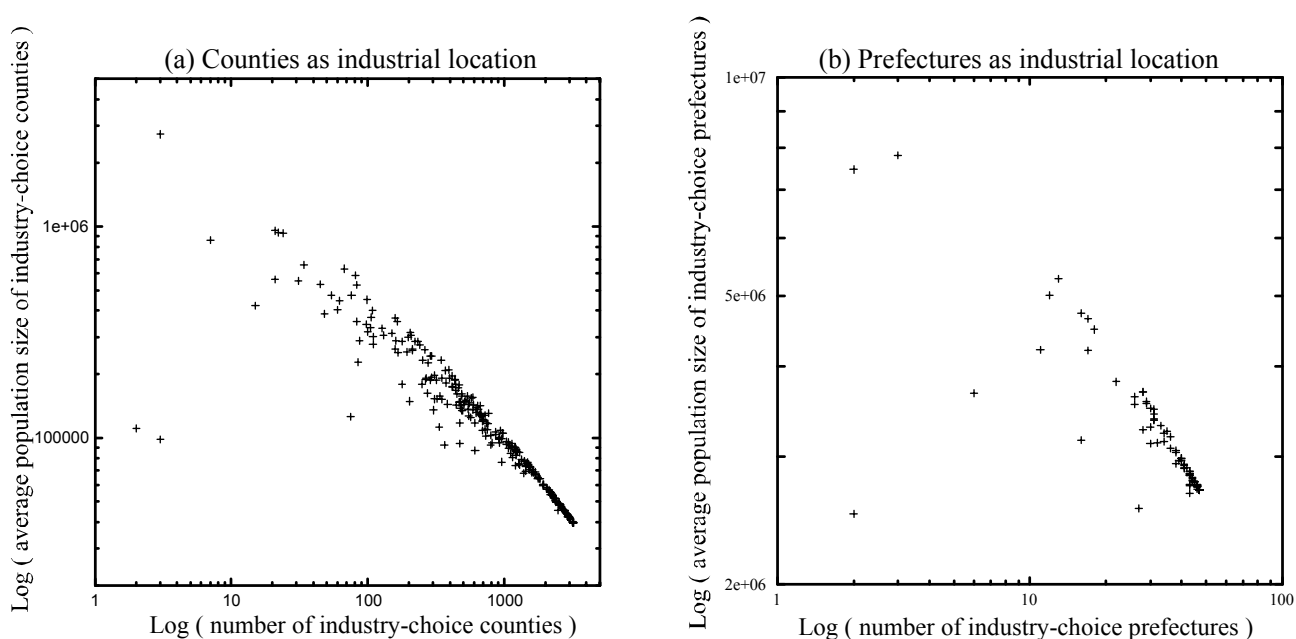 (a) Counties as industrial location
Log ( average population size of industry-choice counties )
1e+06
100000
1
10
100
1000
Log ( number of industry-choice counties )
(b) Prefectures as industrial location
Log ( average population size of industry-choice prefectures )
1e+07
5e+06
2e+06
1
10
100
Log ( number of industry-choice prefectures )